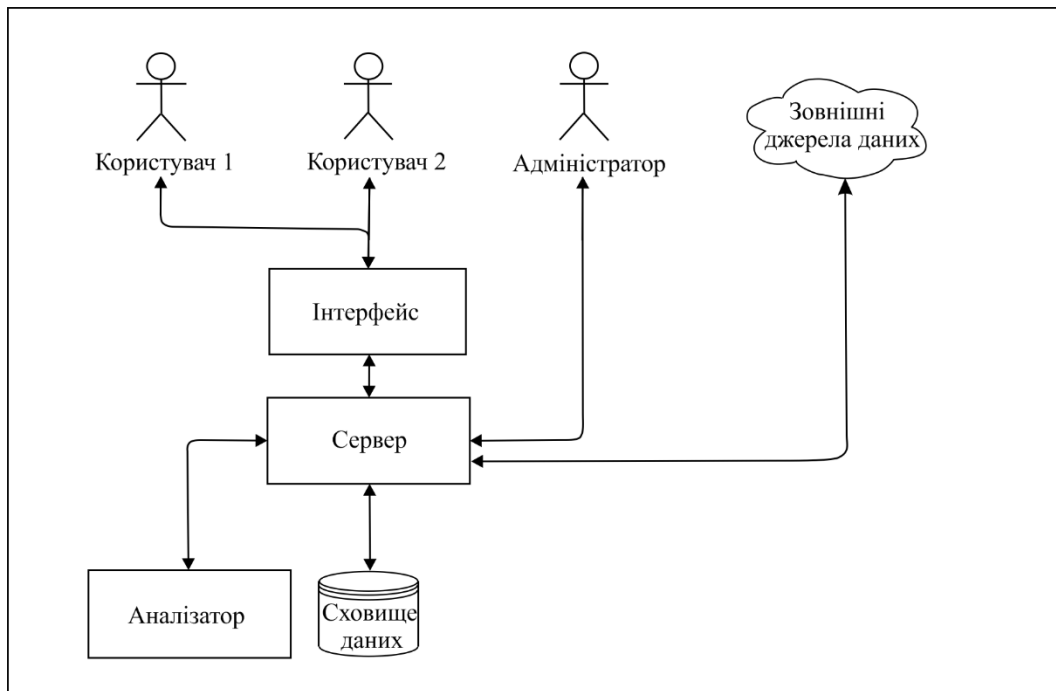 Користувач 1
Користувач 2
Адміністратор
Зовнішні
джерела даних
Інтерфейс
Сервер
Аналізатор
Сховище
даних